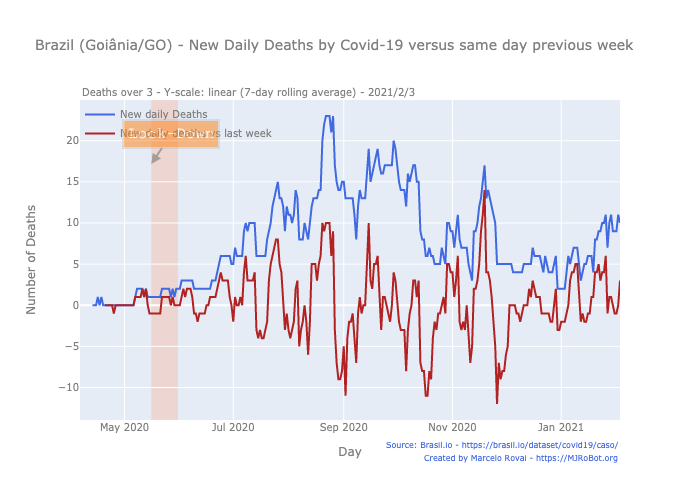 Brazil (Goiânia/GO) - New Daily Deaths by Covid-19 versus same day previous week
Deaths over 3 - Y-scale: linear (7-day rolling average) - 2021/2/3
New daily Deaths
New daily deaths vs last week
Lock-Down
20
15
10
5
0
−5
−10
Number of Deaths
May 2020
Jul 2020
Sep 2020
Nov 2020
Jan 2021
Day
Source: Brasil.io - https://brasil.io/dataset/covid19/caso/
Created by Marcelo Rovai - https://MJRoBot.org